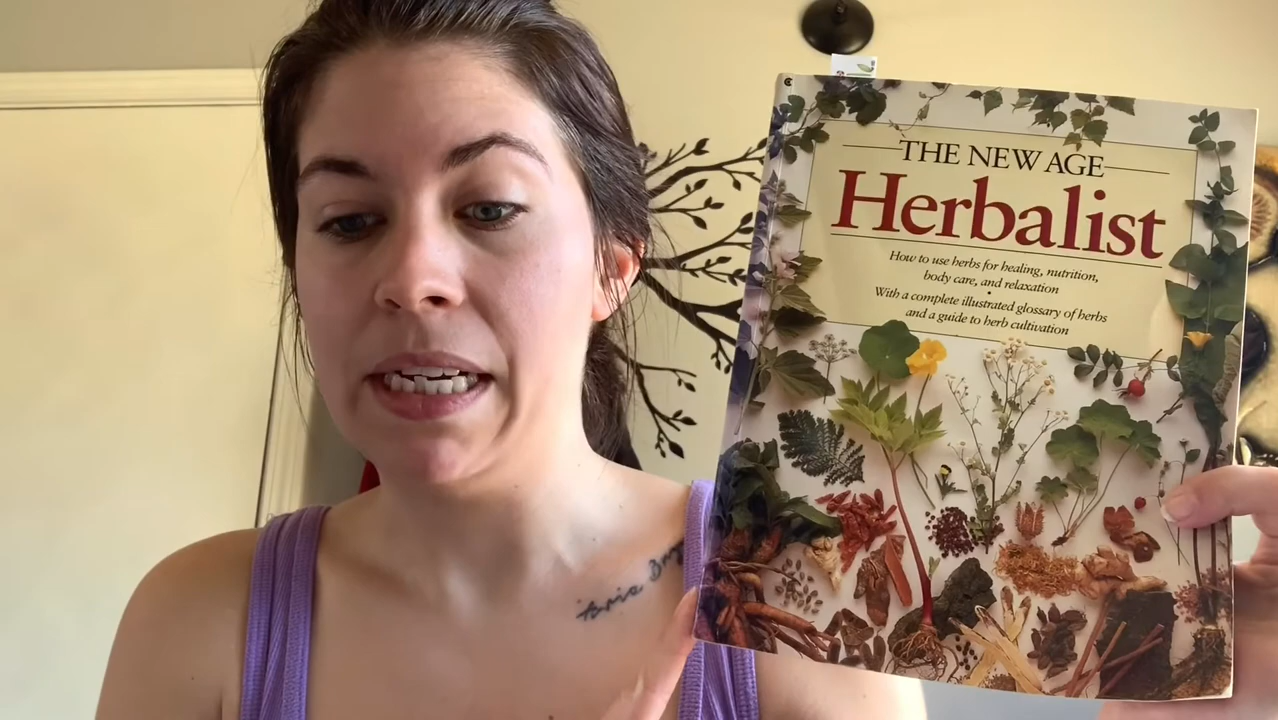 THE NEW AGE
Herbalist
How to use herbs for healing, nutrition,
body care, and relaxation
•
With a complete illustrated glossary of herbs
and a guide to herb cultivation